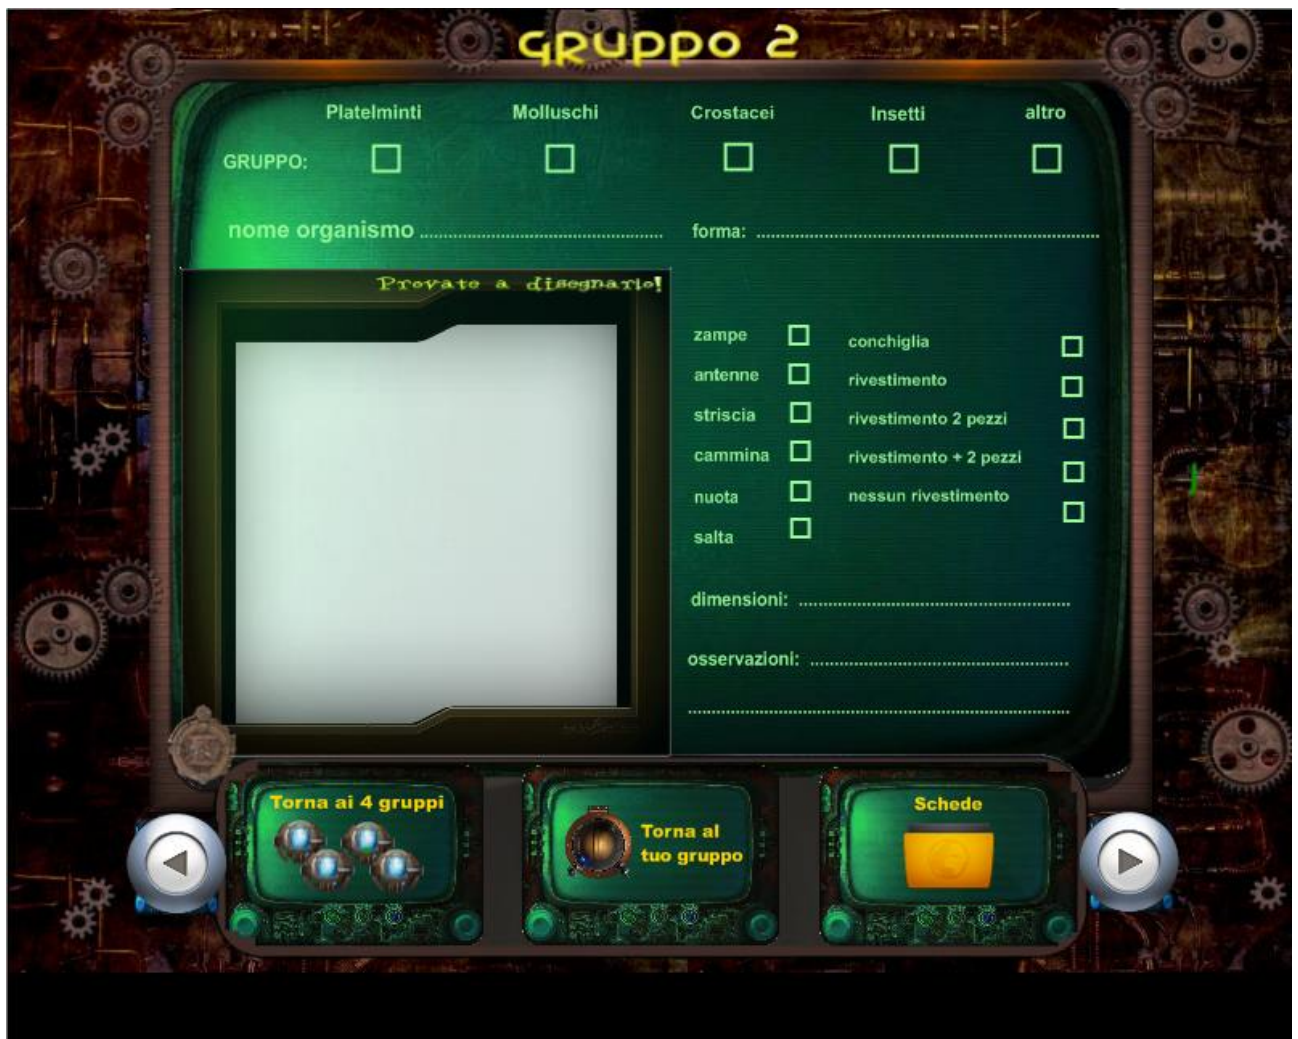 GRUPPO 2
Platelminti Molluschi Crostacei Insetti altro
GRUPPO:
nome organismo ........................................ forma: ........................................
Provate a disegnarlo!
zampe
antenne
striscia
cammina
nuota
salta
conchiglia
rivestimento
rivestimento 2 pezzi
rivestimento + 2 pezzi
nessun rivestimento
dimensioni: ........................................
osservazioni: ........................................
Torna ai 4 gruppi
Torna al
tuo gruppo
Schede